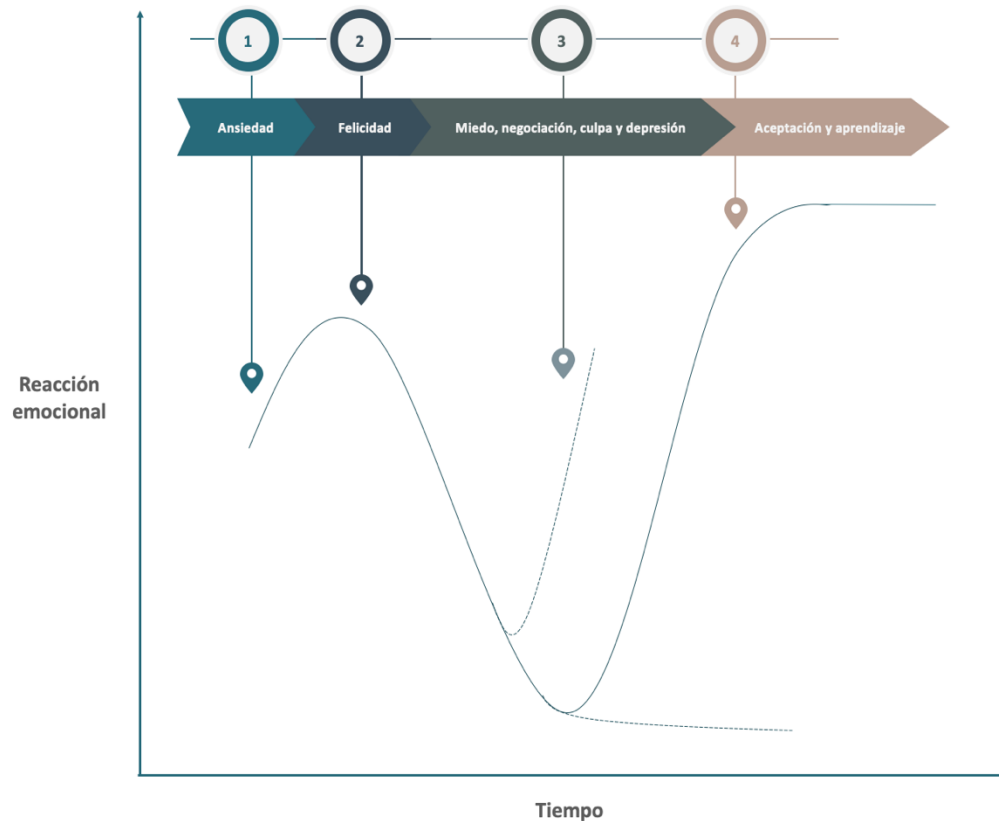 1
2
3
4
Ansiedad
Felicidad
Miedo, negociación, culpa y depresión
Aceptación y aprendizaje
Reacción
emocional
Tiempo